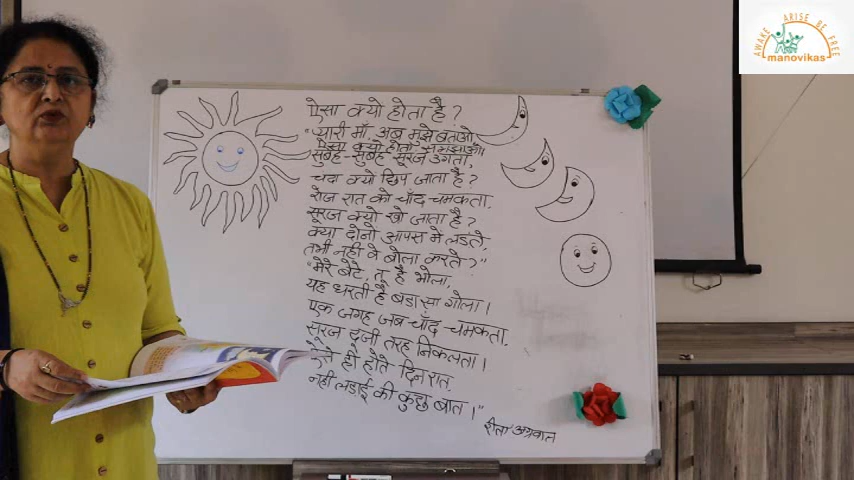 AWAKE ARISE BE FREE
manovikas
ऐसा क्यो होता है ?
"प्यारी माँ, अब मुझे बताओ,
ऐसा क्यो होता समझाओ।
सुबह-सुबह सूरज उगता,
चंदा क्यो छिप जाता है ?
रोज रात को चाँद चमकता,
सूरज क्यो खो जाता है ?
क्या दोनो आपस मे लडते,
तभी नही वे बोला करते ?"
"मेरे बेटे, तू है भोला,
यह धरती है बडा सा गोला।
एक जगह जब चाँद चमकता,
सूरज दूजी तरह निकलता।
ऐसे ही होते दिन रात,
नही लडाई की कुछ बात।"
रीता अग्रवाल